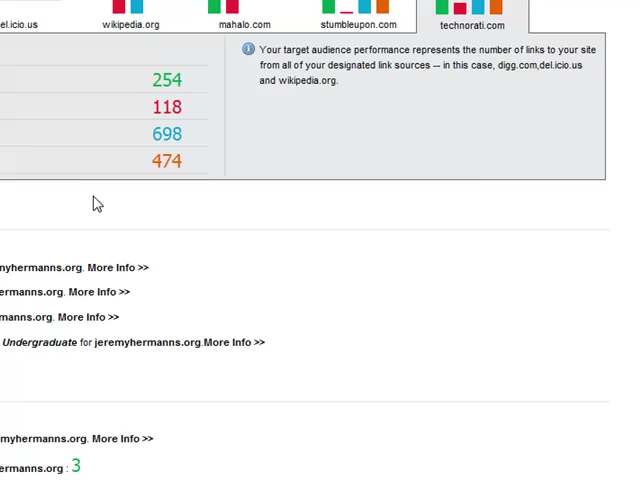 el.icio.us wikipedia.org mahalo.com stumbleupon.com technorati.com
Your target audience performance represents the number of links to your site
from all of your designated link sources -- in this case, digg.com,del.icio.us
and wikipedia.org.
254
118
698
474
myhermanns.org. More Info >>
ermanns.org. More Info >>
manns.org. More Info >>
Undergraduate for jeremyhermanns.org.More Info >>
myhermanns.org. More Info >>
ermanns.org : 3